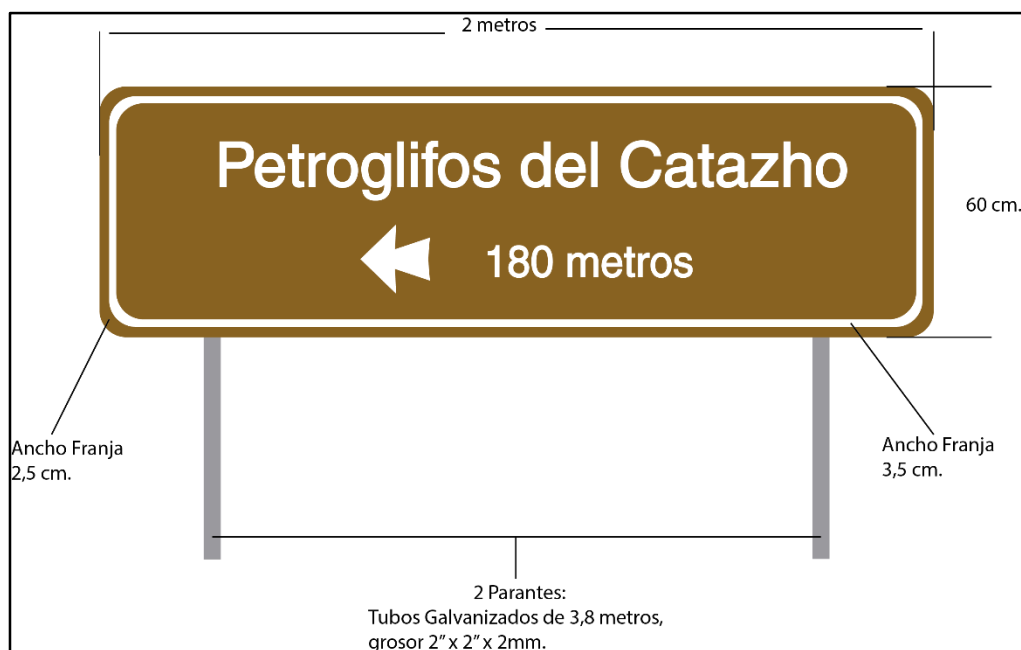 2 metros
Petroglifos del Catazho
180 metros
60 cm.
Ancho Franja
2,5 cm.
Ancho Franja
3,5 cm.
2 Parantes:
Tubos Galvanizados de 3,8 metros,
grosor 2” x 2” x 2mm.